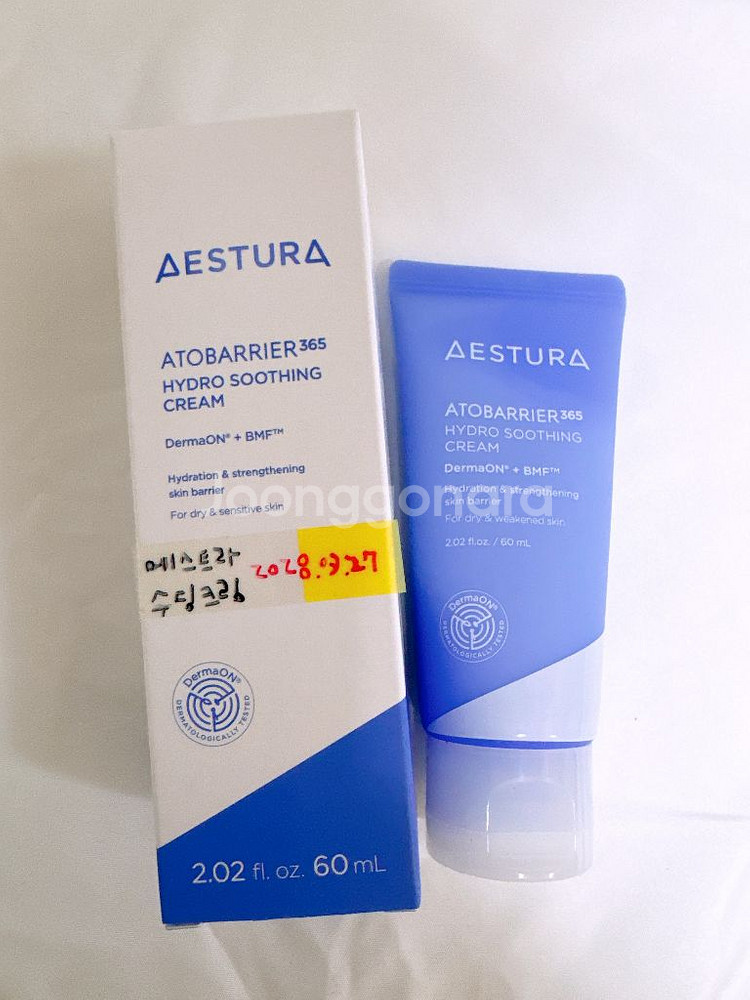 AESTURA
ATOBARRIER365
HYDRO SOOTHING
CREAM
DermaON® + BMF™
Hydration & strengthening
skin barrier
For dry & sensitive skin
에스트라 2028.03.27
수딩크림
DermaON®
DERMATOLOGICALLY TESTED
2.02 fl. oz. 60 mL
AESTURA
ATOBARRIER365
HYDRO SOOTHING
CREAM
DermaON® + BMF™
Hydration & strengthening
skin barrier
For dry & weakened skin
2.02 fl.oz. / 60 mL
DermaON®
DERMATOLOGICALLY TESTED
Joonggonara